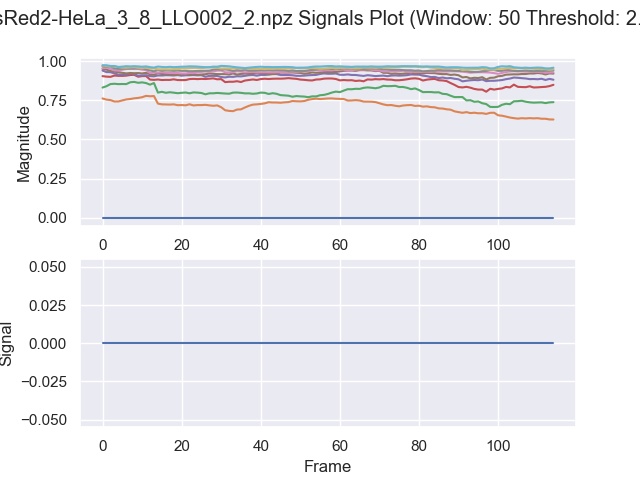 sRed2-HeLa_3_8_LLO002_2.npz Signals Plot (Window: 50 Threshold: 2.
1.00
0.75
0.50
0.25
0.00
Magnitude
0 20 40 60 80 100
0.050
0.025
0.000
−0.025
−0.050
Signal
0 20 40 60 80 100
Frame